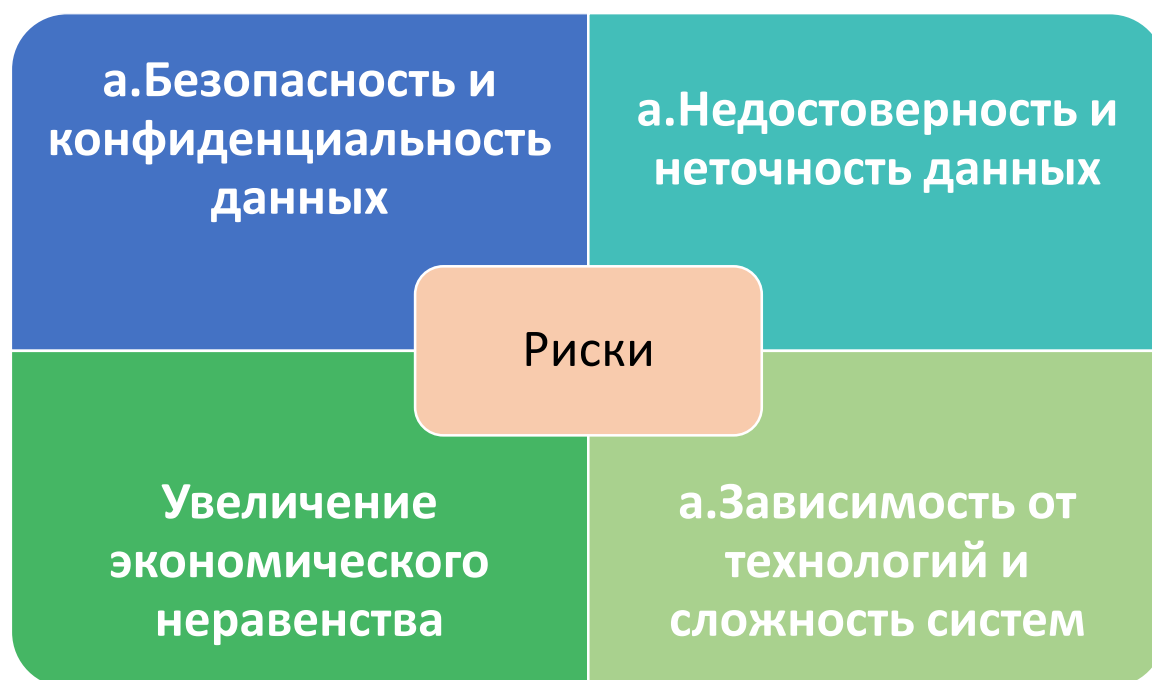 а.Безопасность и
конфиденциальность
данных
а.Недостоверность и
неточность данных
Риски
Увеличение
экономического
неравенства
а.Зависимость от
технологий и
сложность систем